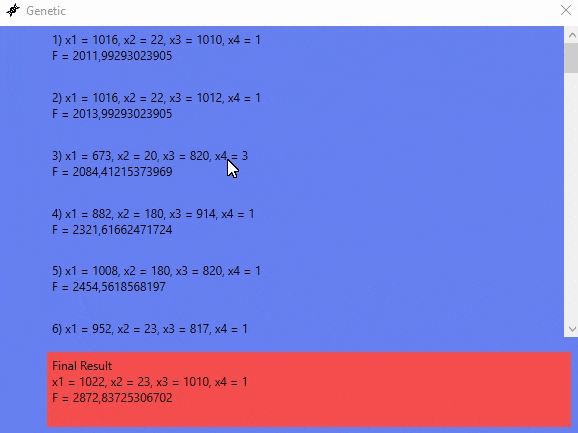 Genetic
1) x1 = 1016, x2 = 22, x3 = 1010, x4 = 1
F = 2011,99293023905
2) x1 = 1016, x2 = 22, x3 = 1012, x4 = 1
F = 2013,99293023905
3) x1 = 673, x2 = 20, x3 = 820, x4 = 3
F = 2084,41215373969
4) x1 = 882, x2 = 180, x3 = 914, x4 = 1
F = 2321,61662471724
5) x1 = 1008, x2 = 180, x3 = 820, x4 = 1
F = 2454,5618568197
6) x1 = 952, x2 = 23, x3 = 817, x4 = 1
Final Result
x1 = 1022, x2 = 23, x3 = 1010, x4 = 1
F = 2872,83725306702